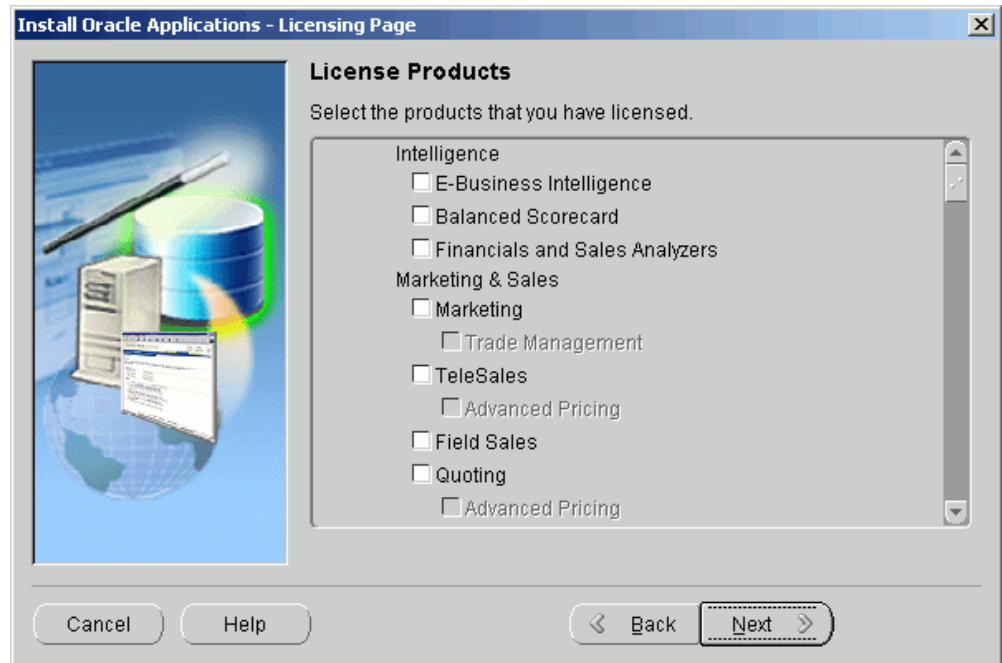 Install Oracle Applications - Licensing Page
License Products
Select the products that you have licensed.
Intelligence
E-Business Intelligence
Balanced Scorecard
Financials and Sales Analyzers
Marketing & Sales
Marketing
Trade Management
TeleSales
Advanced Pricing
Field Sales
Quoting
Advanced Pricing
Cancel
Help
Back
Next